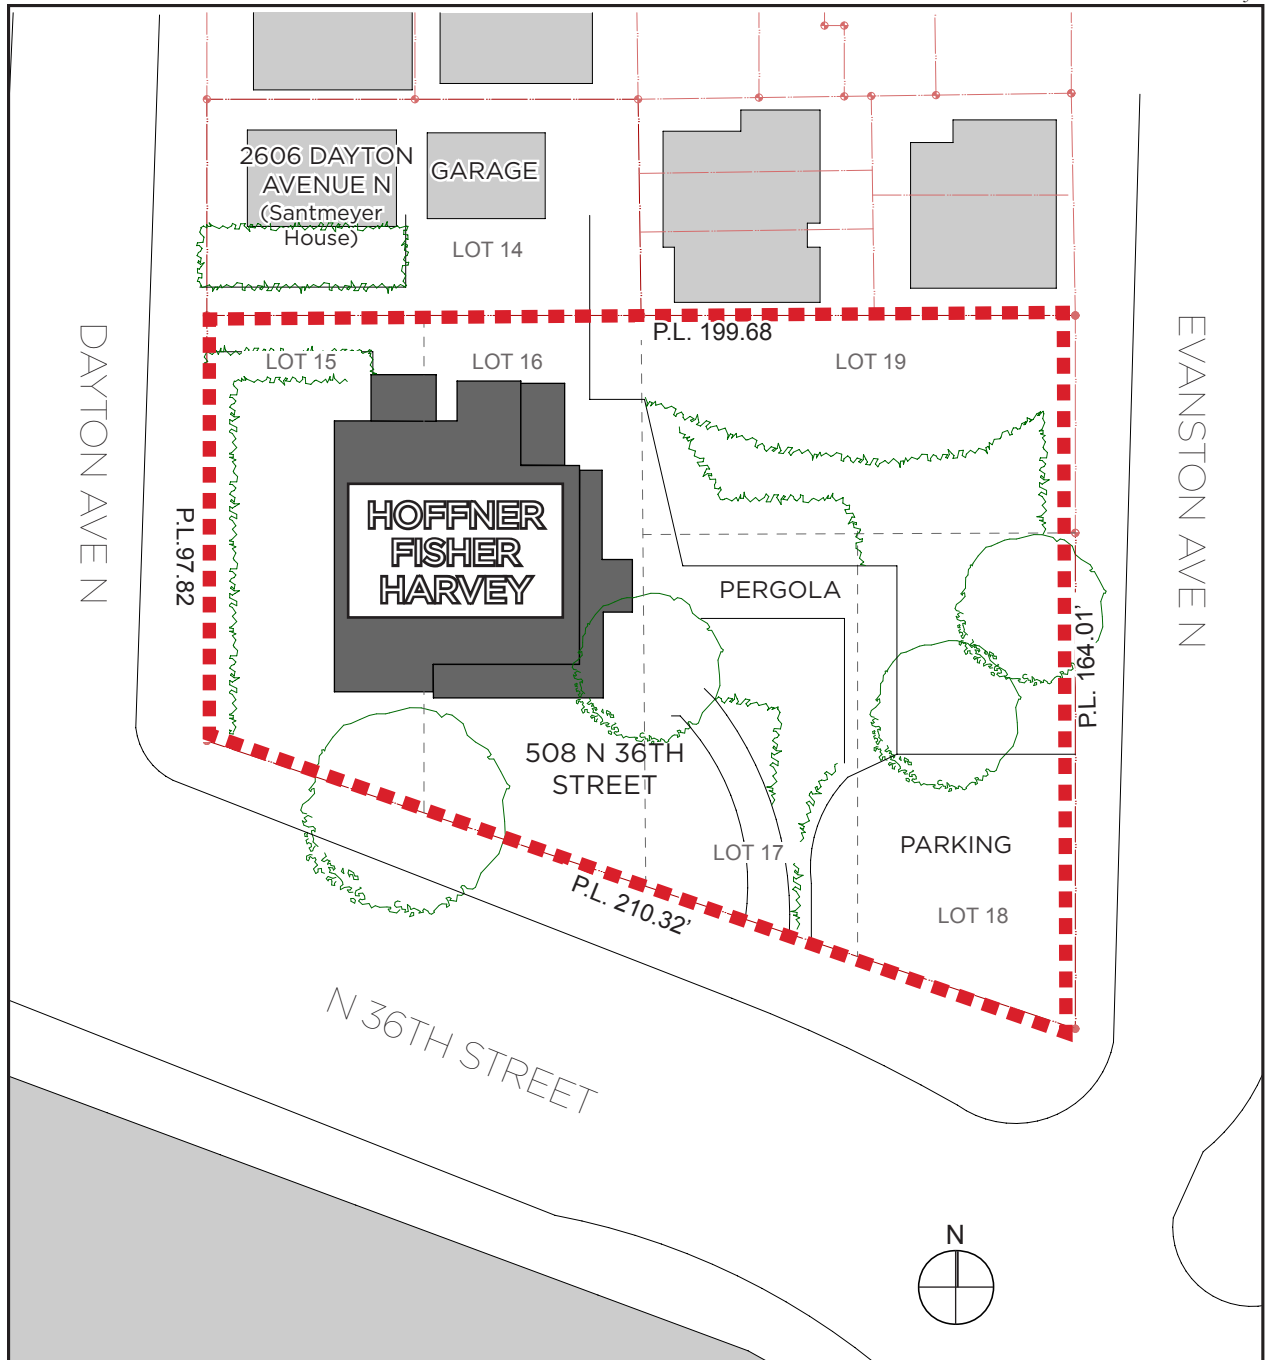 2606 DAYTON
AVENUE N
(Santmeyer
House)
GARAGE
LOT 14
P.L. 199.68
LOT 15
LOT 16
LOT 19
DAYTON AVE N
EVANSTON AVE N
P.L.97.82
HOFFNER
FISHER
HARVEY
PERGOLA
P.L. 164.01'
508 N 36TH
STREET
LOT 17
PARKING
P.L. 210.32'
LOT 18
N 36TH STREET
N